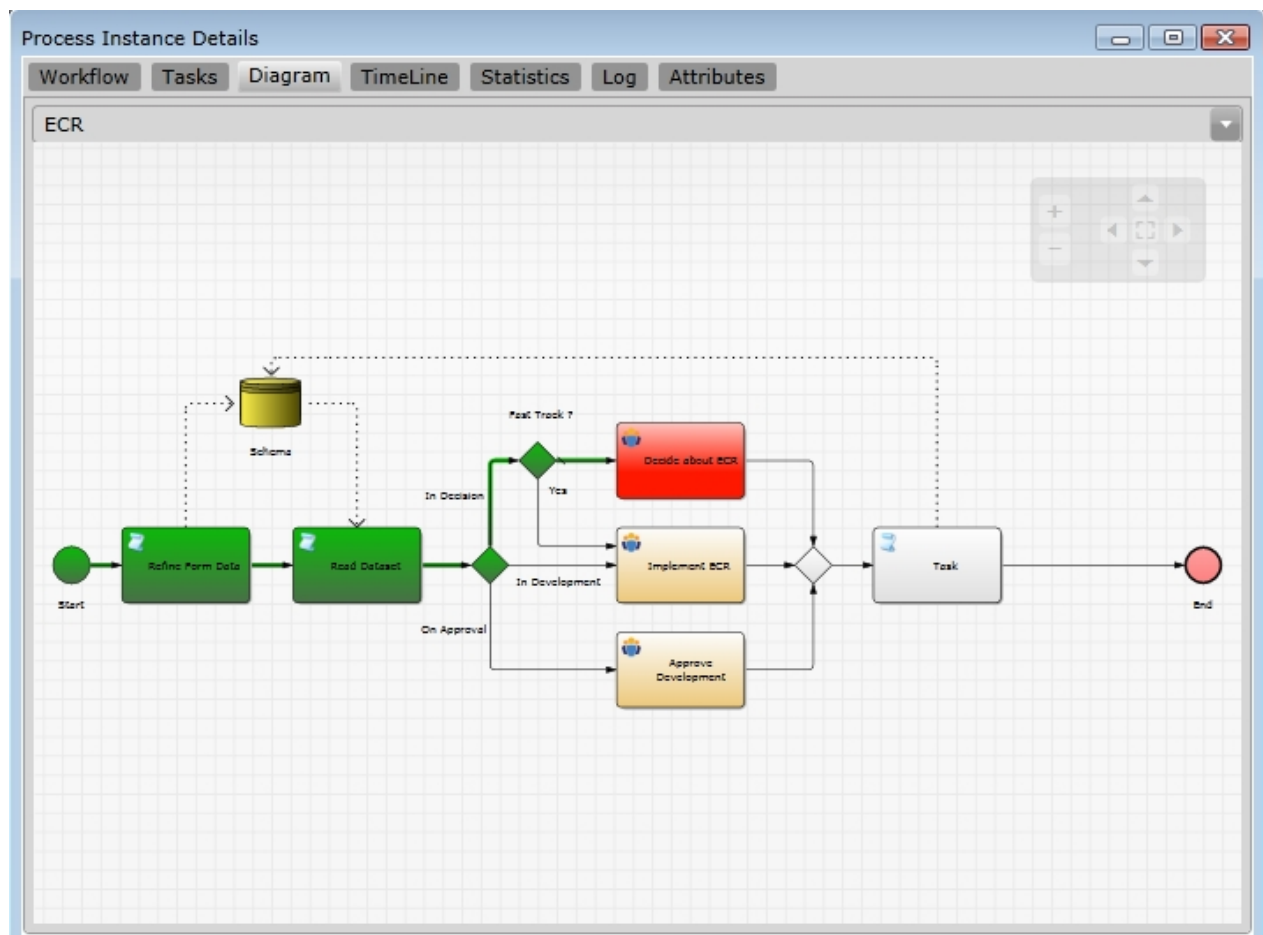 Process Instance Details
Workflow Tasks Diagram TimeLine Statistics Log Attributes
ECR
Fast Track ?
Decide about ECR
Schema
Yes
In Decision
Refine Form Data
Read Dataset
Implement ECR
Task
In Development
Start
End
On Approval
Approve
Development